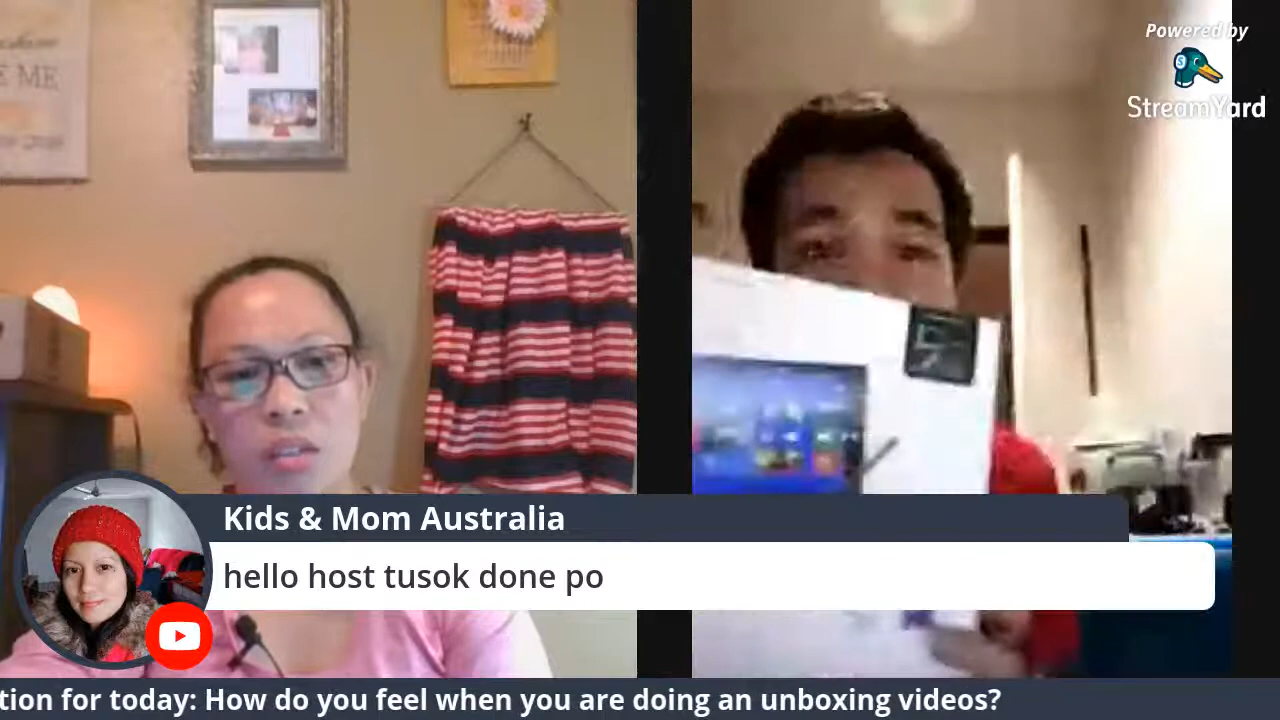 E ME
Powered by
StreamYard
Kids & Mom Australia
hello host tusok done po
tion for today: How do you feel when you are doing an unboxing videos?